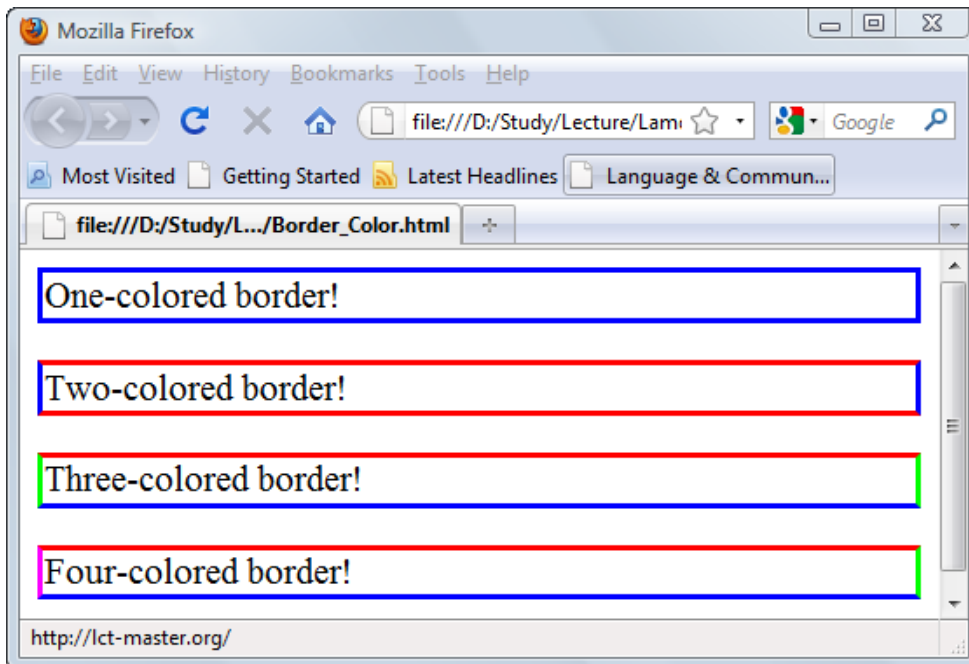 Mozilla Firefox
File Edit View History Bookmarks Tools Help
file:///D:/Study/Lecture/Lam Google
Most Visited Getting Started Latest Headlines Language & Commun...
file:///D:/Study/L.../Border_Color.html
One-colored border!
Two-colored border!
Three-colored border!
Four-colored border!
http://lct-master.org/